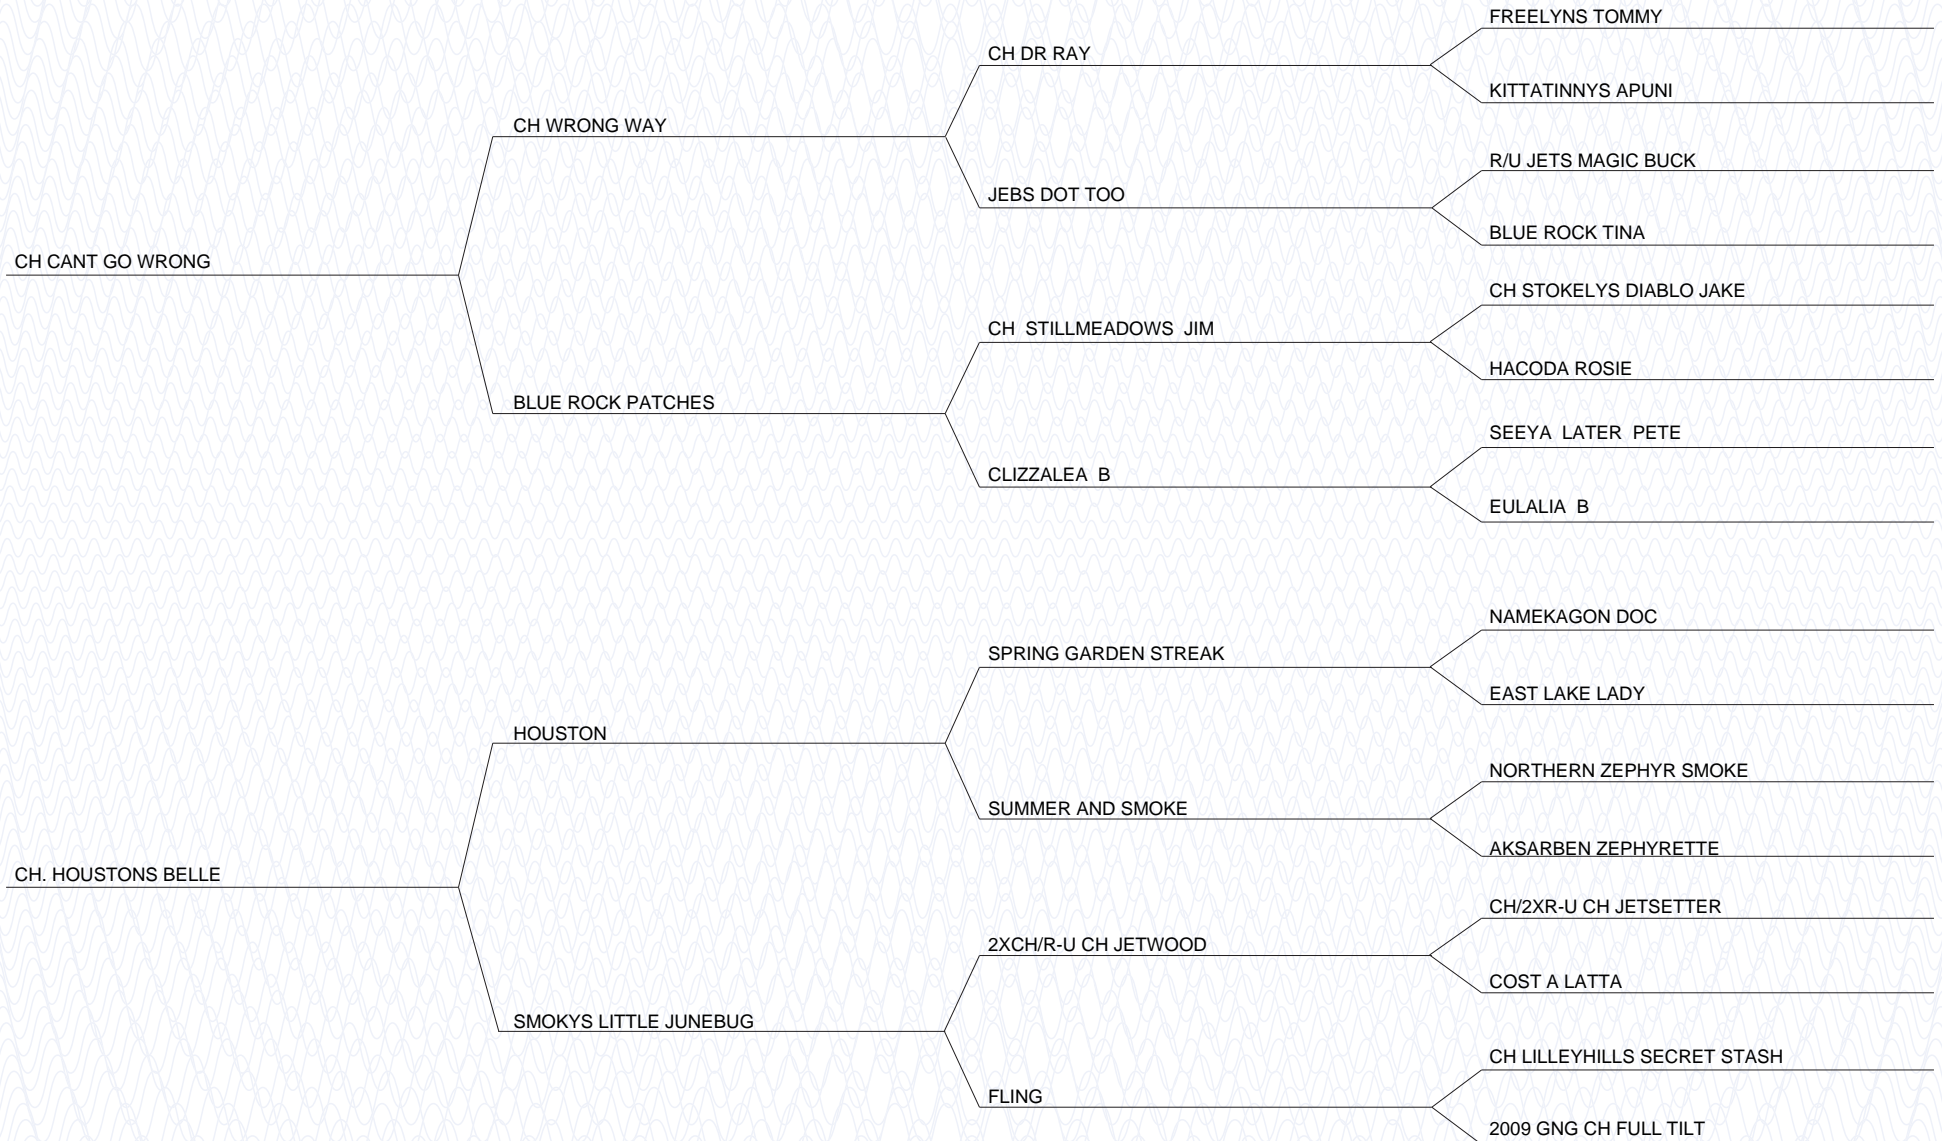 FREELYNS TOMMY
CH DR RAY
KITTATINNYS APUNI
CH WRONG WAY
R/U JETS MAGIC BUCK
JEBS DOT TOO
BLUE ROCK TINA
CH CANT GO WRONG
CH STOKELYS DIABLO JAKE
CH  STILLMEADOWS  JIM
HACODA ROSIE
BLUE ROCK PATCHES
SEEYA  LATER  PETE
CLIZZALEA  B
EULALIA  B
NAMEKAGON DOC
SPRING GARDEN STREAK
EAST LAKE LADY
HOUSTON
NORTHERN ZEPHYR SMOKE
SUMMER AND SMOKE
AKSARBEN ZEPHYRETTE
CH. HOUSTONS BELLE
CH/2XR-U CH JETSETTER
2XCH/R-U CH JETWOOD
COST A LATTA
SMOKYS LITTLE JUNEBUG
CH LILLEYHILLS SECRET STASH
FLING
2009 GNG CH FULL TILT